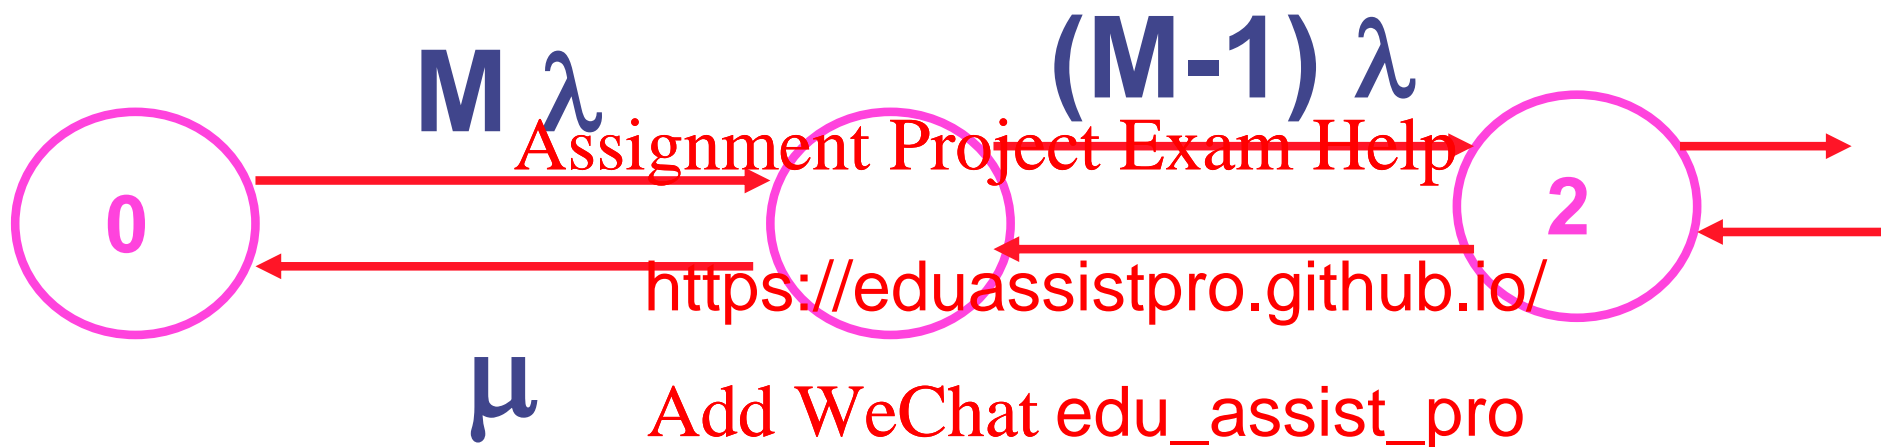 M λ
(M-1) λ
Assignment Project Exam Help
0
2
https://eduassistpro.github.io/
μ
Add WeChat edu_assist_pro